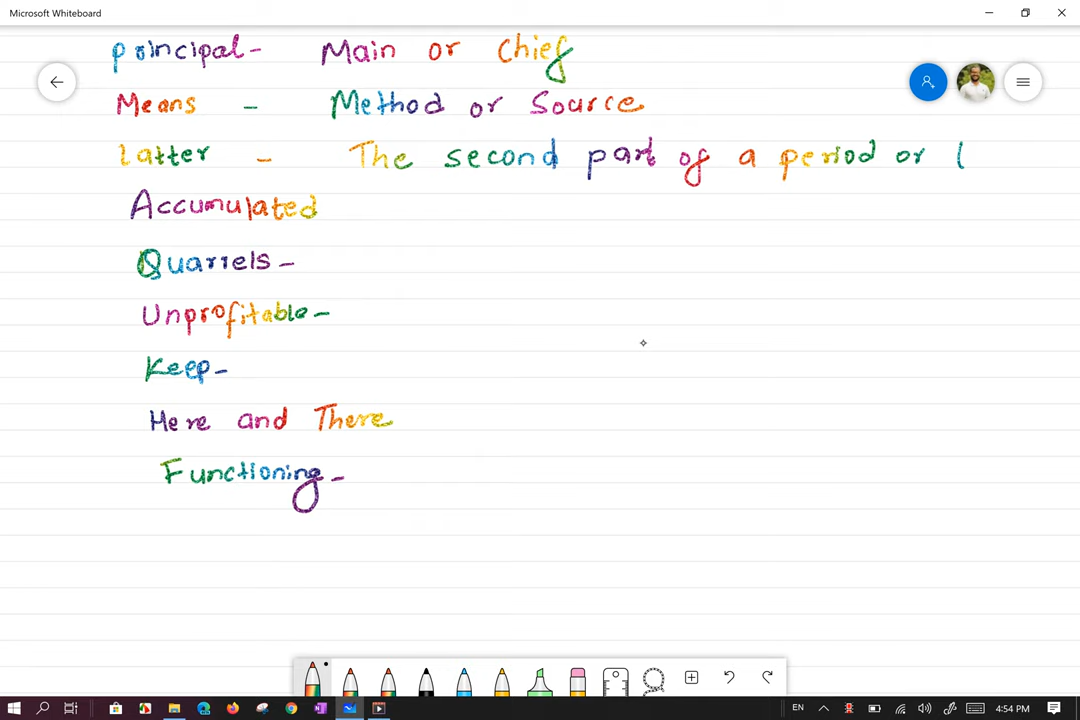 Microsoft Whiteboard
principal- Main or Chief
Means - Method or Source
Latter - The second part of a period or l
Accumulated
Quarrels -
Unprofitable -
Keep -
Here and There
Functioning -
EN
4:54 PM